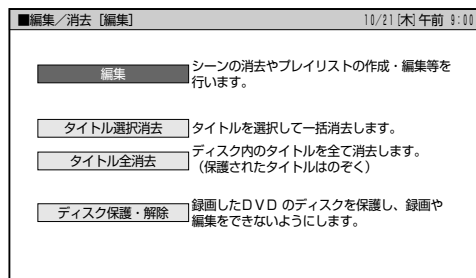 ■編集／消去［編集］ 10/21[木]午前 9:00
編集 シーンの消去やプレイリストの作成・編集等を
行います。
タイトル選択消去 タイトルを選択して一括消去します。
タイトル全消去 ディスク内のタイトルを全て消去します。
（保護されたタイトルはのぞく）
ディスク保護・解除 録画したＤＶＤ のディスクを保護し、録画や
編集をできないようにします。